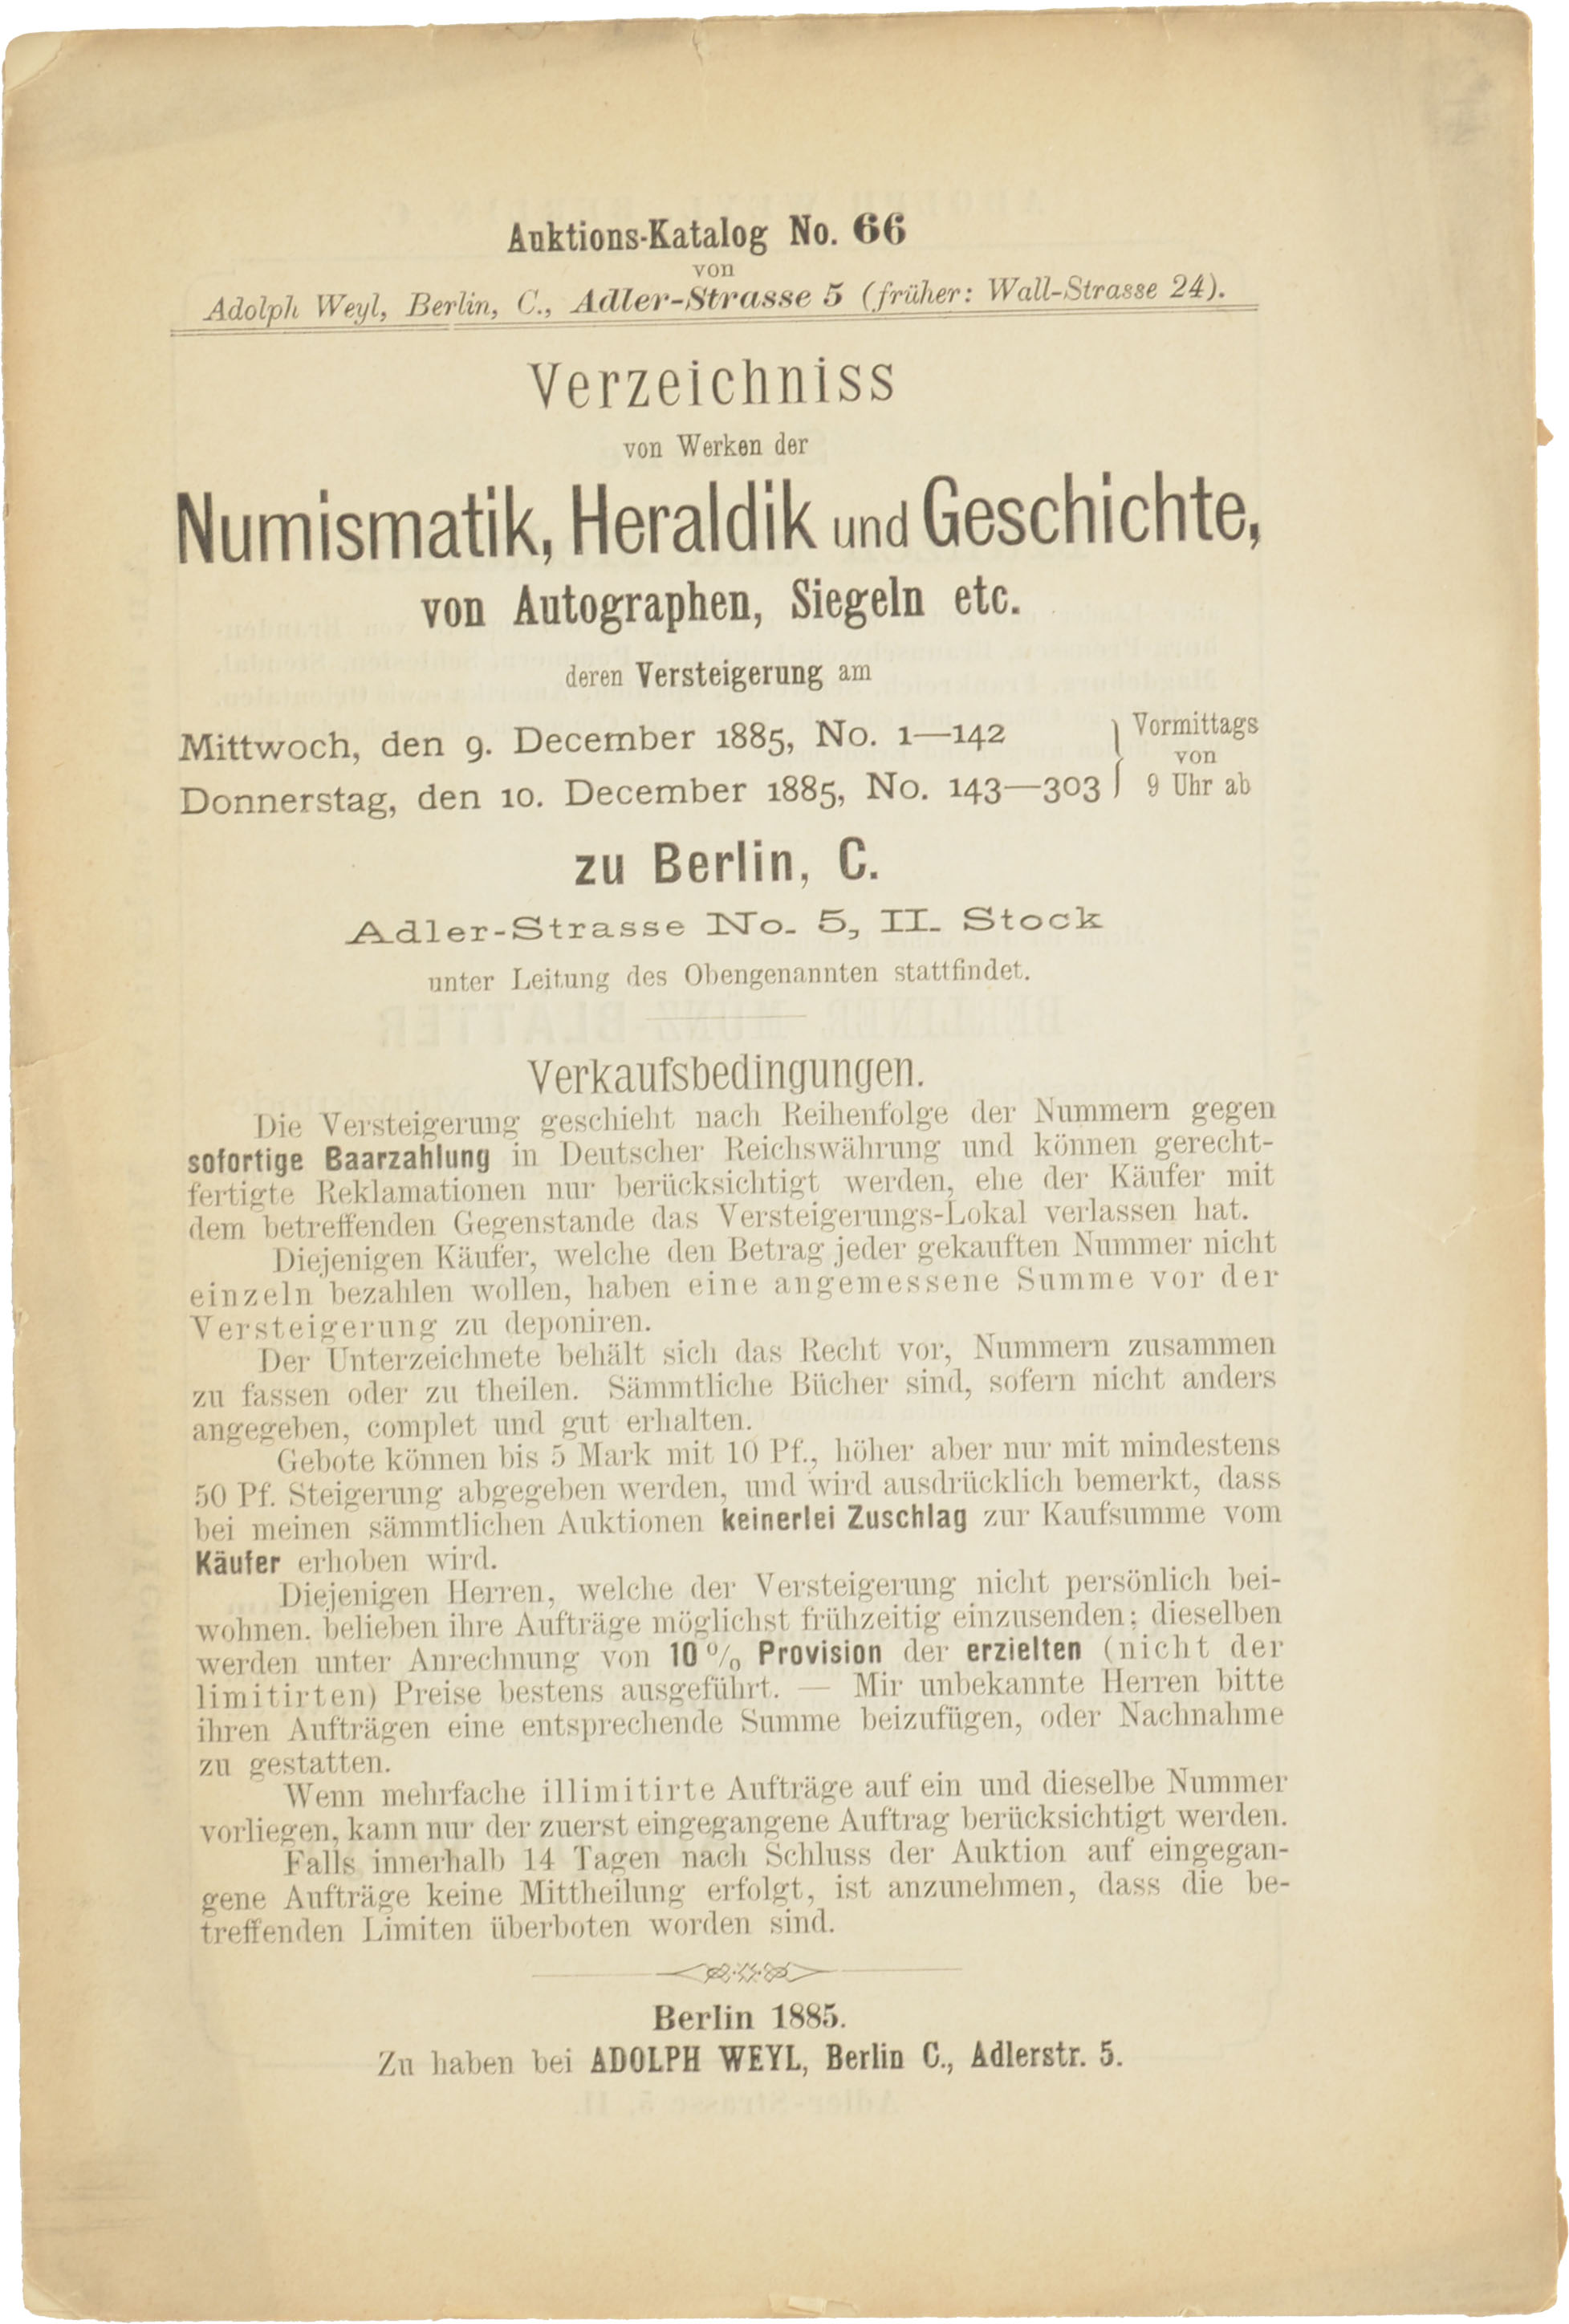 Auktions-Katalog No. 66
von
Adolph Weyl, Berlin, C., Adler-Strasse 5 (früher: Wall-Strasse 24).
Verzeichniss
von Werken der
Numismatik, Heraldik und Geschichte,
von Autographen, Siegeln etc.
deren Versteigerung am
Mittwoch, den 9. December 1885, No. 1—142
Donnerstag, den 10. December 1885, No. 143—303
Vormittags
von
9 Uhr ab
zu Berlin, C.
Adler-Strasse No. 5, II. Stock
unter Leitung des Obengenannten stattfindet.
Verkaufsbedingungen.
Die Versteigerung geschieht nach Reihenfolge der Nummern gegen
sofortige Baarzahlung in Deutscher Reichswährung und können gerecht-
fertigte Reklamationen nur berücksichtigt werden, ehe der Käufer mit
dem betreffenden Gegenstande das Versteigerungs-Lokal verlassen hat.
Diejenigen Käufer, welche den Betrag jeder gekauften Nummer nicht
einzeln bezahlen wollen, haben eine angemessene Summe vor der
Versteigerung zu deponiren.
Der Unterzeichnete behält sich das Recht vor, Nummern zusammen
zu fassen oder zu theilen. Sämmtliche Bücher sind, sofern nicht anders
angegeben, complet und gut erhalten.
Gebote können bis 5 Mark mit 10 Pf., höher aber nur mit mindestens
50 Pf. Steigerung abgegeben werden, und wird ausdrücklich bemerkt, dass
bei meinen sämmtlichen Auktionen keinerlei Zuschlag zur Kaufsumme vom
Käufer erhoben wird.
Diejenigen Herren, welche der Versteigerung nicht persönlich bei-
wohnen, belieben ihre Aufträge möglichst frühzeitig einzusenden; dieselben
werden unter Anrechnung von 10% Provision der erzielten (nicht der
limitirten) Preise bestens ausgeführt. — Mir unbekannte Herren bitte
ihren Aufträgen eine entsprechende Summe beizufügen, oder Nachnahme
zu gestatten.
Wenn mehrfache illimitirte Aufträge auf ein und dieselbe Nummer
vorliegen, kann nur der zuerst eingegangene Auftrag berücksichtigt werden.
Falls innerhalb 14 Tagen nach Schluss der Auktion auf eingegan-
gene Aufträge keine Mittheilung erfolgt, ist anzunehmen, dass die be-
treffenden Limiten überboten worden sind.
Berlin 1885.
Zu haben bei ADOLPH WEYL, Berlin C., Adlerstr. 5.